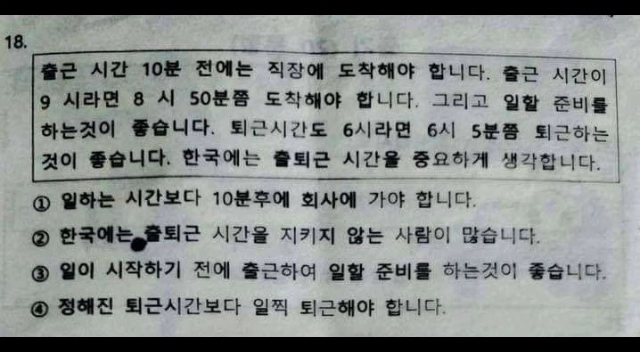 18.
출근 시간 10분 전에는 직장에 도착해야 합니다. 출근 시간이
9 시라면 8 시 50분쯤 도착해야 합니다. 그리고 일할 준비를
하는것이 좋습니다. 퇴근시간도 6시라면 6시 5분쯤 퇴근하는
것이 좋습니다. 한국에는 출퇴근 시간을 중요하게 생각합니다.
① 일하는 시간보다 10분후에 회사에 가야 합니다.
② 한국에는 출퇴근 시간을 지키지 않는 사람이 많습니다.
③ 일이 시작하기 전에 출근하여 일할 준비를 하는것이 좋습니다.
④ 정해진 퇴근시간보다 일찍 퇴근해야 합니다.